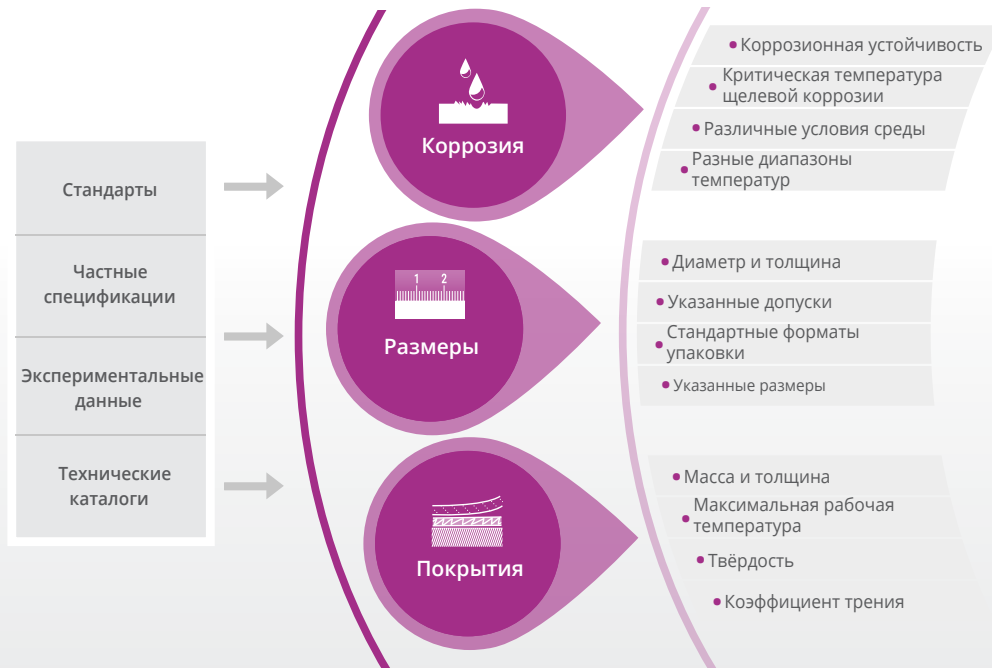 Стандарты
Частные
спецификации
Экспериментальные
данные
Технические
каталоги
Коррозия
• Коррозионная устойчивость
• Критическая температура
щелевой коррозии
• Различные условия среды
• Разные диапазоны
температур
1 2
Размеры
• Диаметр и толщина
• Указанные допуски
• Стандартные форматы
упаковки
• Указанные размеры
Покрытия
• Масса и толщина
• Максимальная рабочая
температура
• Твёрдость
• Коэффициент трения